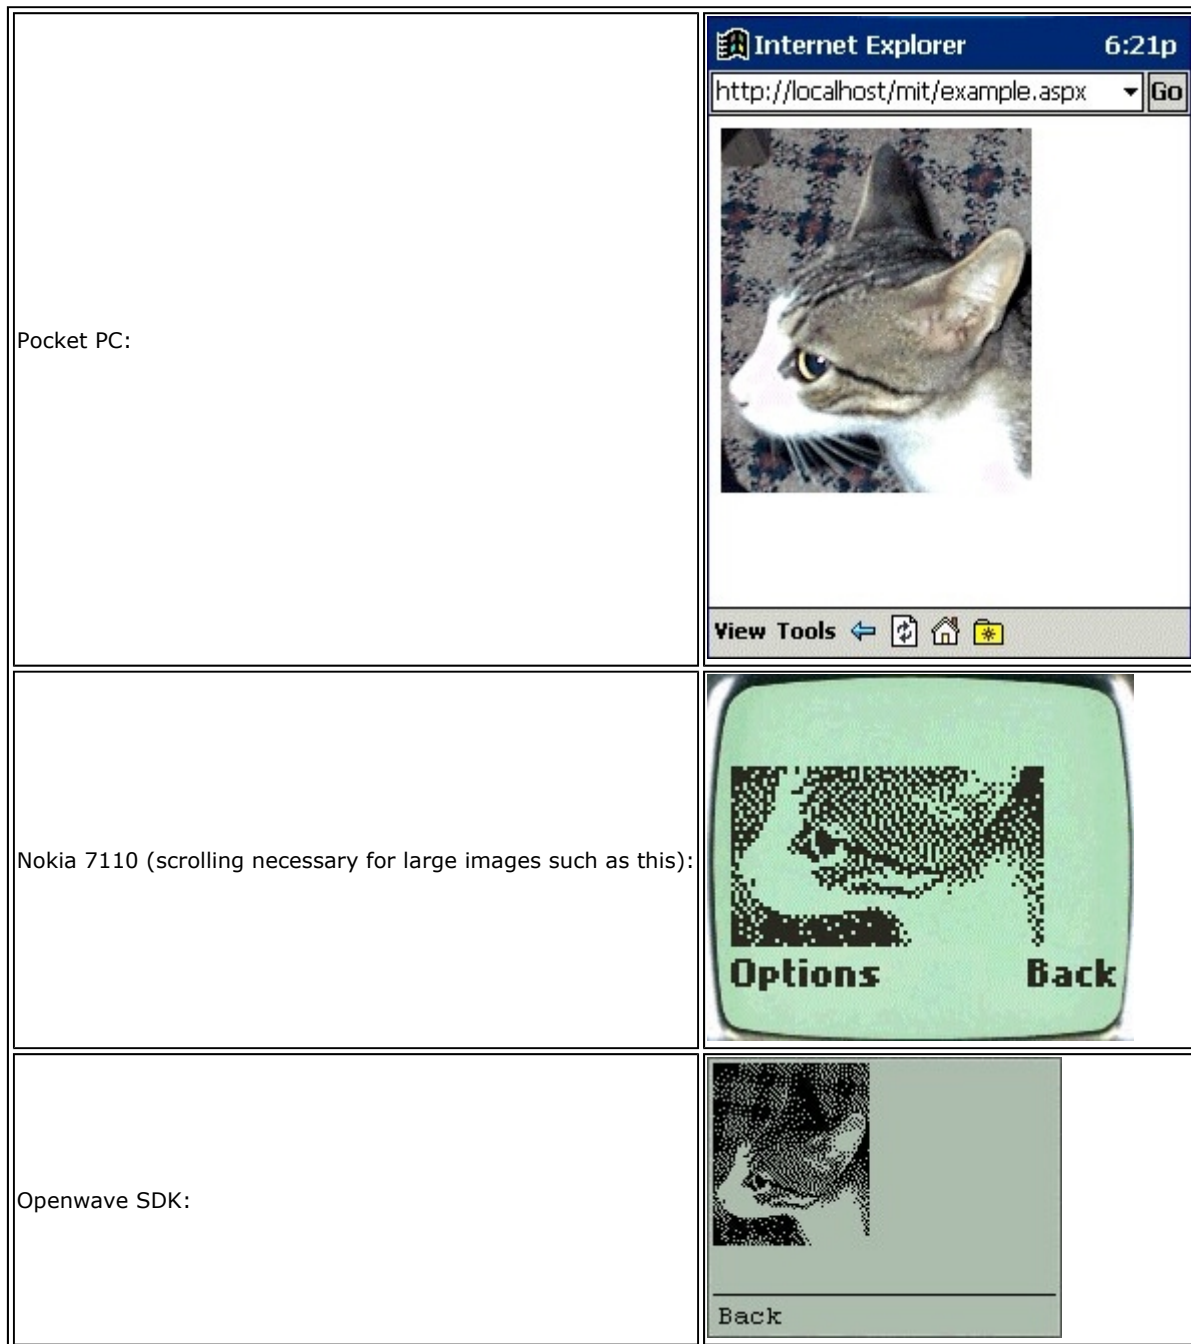 Pocket PC:
Internet Explorer 6:21p
http://localhost/mit/example.aspx Go
View Tools
Nokia 7110 (scrolling necessary for large images such as this):
Options Back
Openwave SDK:
Back